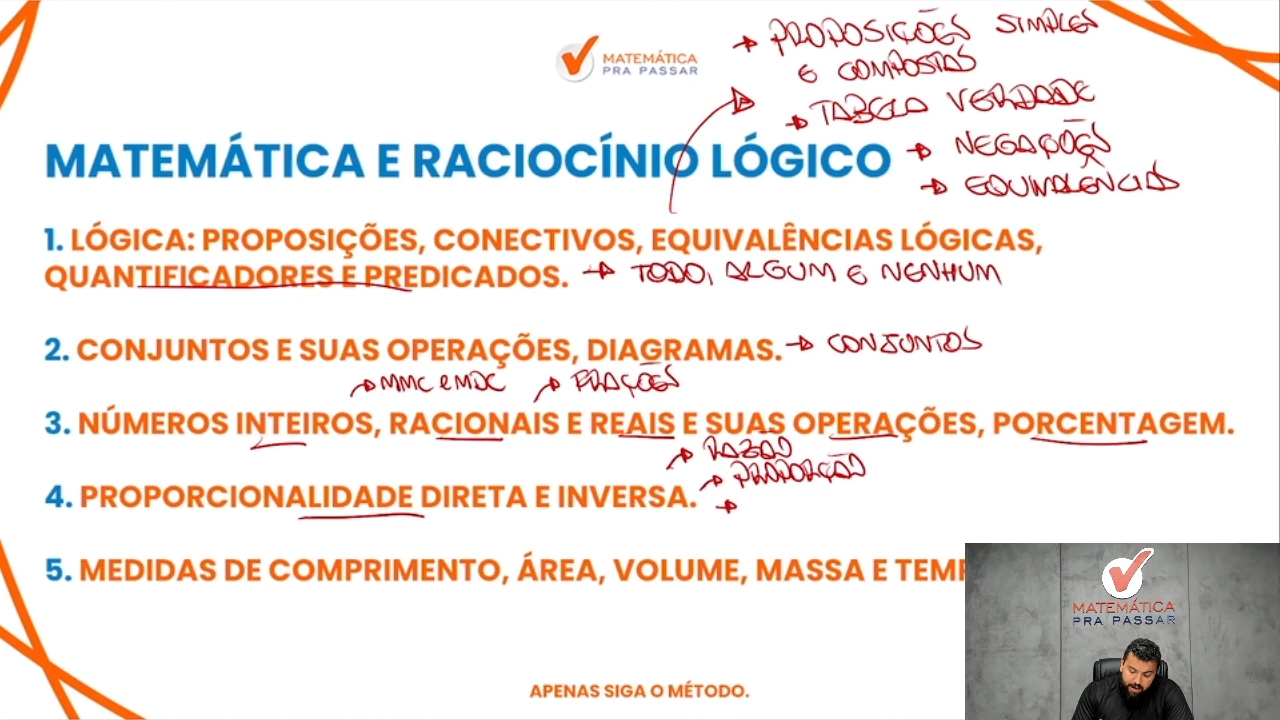 → PROPOSIÇÕES SIMPLES
E COMPOSTAS
→ TABELA VERDADE
→ NEGAÇÕES
→ EQUIVALÊNCIAS
MATEMÁTICA
PRA PASSAR
MATEMÁTICA E RACIOCÍNIO LÓGICO
1. LÓGICA: PROPOSIÇÕES, CONECTIVOS, EQUIVALÊNCIAS LÓGICAS,
QUANTIFICADORES E PREDICADOS. → TODO, ALGUM E NENHUM
2. CONJUNTOS E SUAS OPERAÇÕES, DIAGRAMAS. → CONJUNTOS
→ MMC e MDC → FRAÇÕES
3. NÚMEROS INTEIROS, RACIONAIS E REAIS E SUAS OPERAÇÕES, PORCENTAGEM.
→ RAZÃO
→ PROPORÇÃO
4. PROPORCIONALIDADE DIRETA E INVERSA. →
5. MEDIDAS DE COMPRIMENTO, ÁREA, VOLUME, MASSA E TEMP
MATEMÁTICA
PRA PASSAR
APENAS SIGA O MÉTODO.